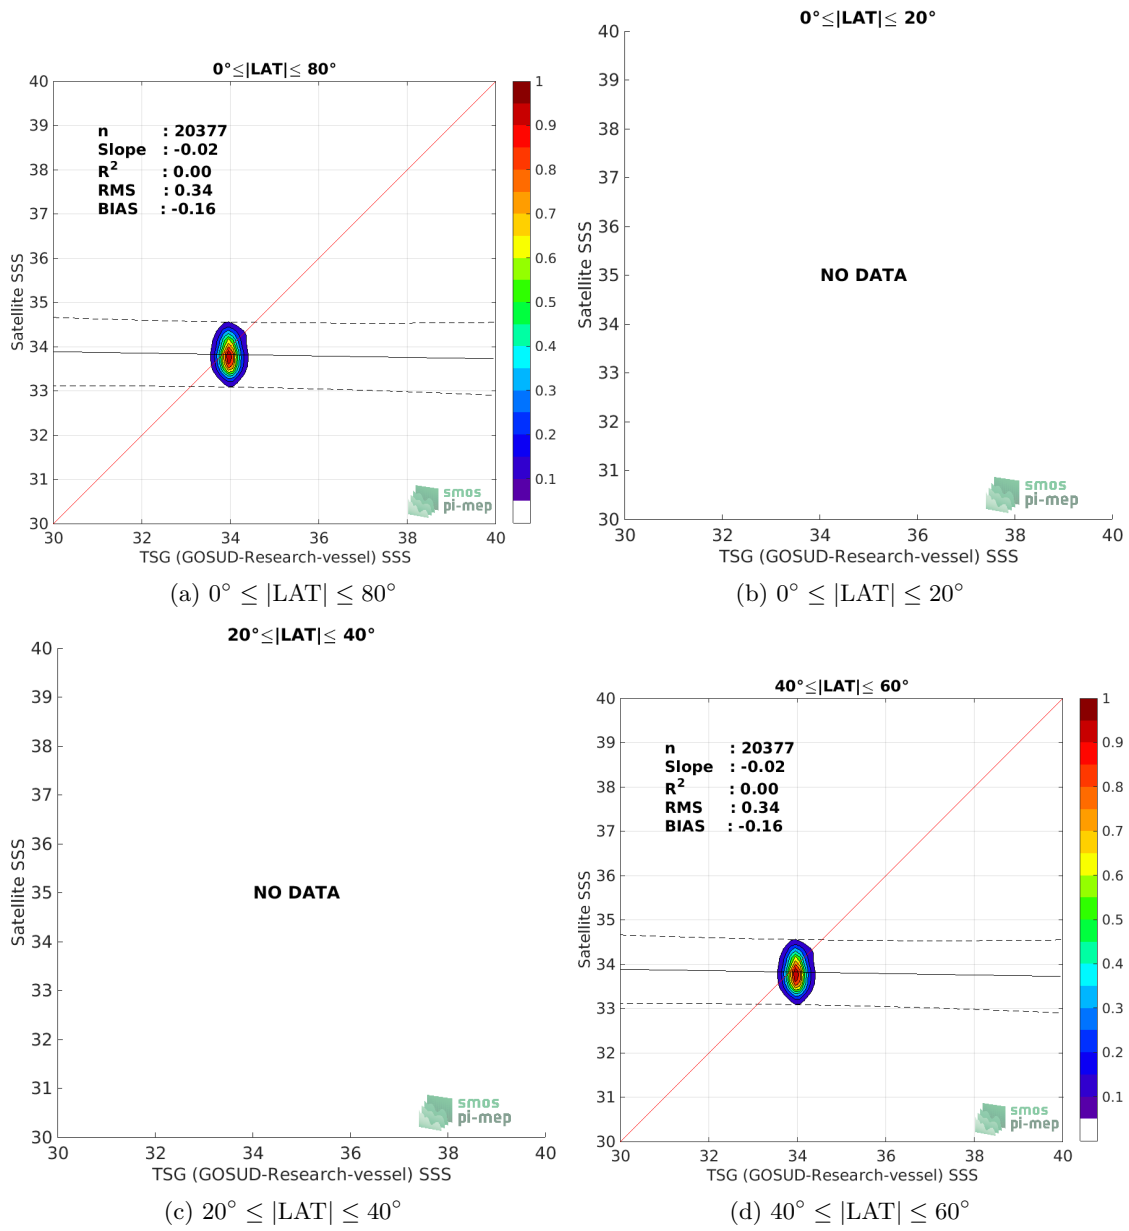 0°≤|LAT|≤ 80°
n : 20377
Slope : -0.02
R² : 0.00
RMS : 0.34
BIAS : -0.16
40
39
38
37
36
35
34
33
32
31
30
Satellite SSS
30 32 34 36 38 40
TSG (GOSUD-Research-vessel) SSS
1
0.9
0.8
0.7
0.6
0.5
0.4
0.3
0.2
0.1
smos
pi-mep
(a) 0° ≤ |LAT| ≤ 80°
0°≤|LAT|≤ 20°
40
39
38
37
36
35
34
33
32
31
30
Satellite SSS
NO DATA
smos
pi-mep
30 32 34 36 38 40
TSG (GOSUD-Research-vessel) SSS
(b) 0° ≤ |LAT| ≤ 20°
20°≤|LAT|≤ 40°
40
39
38
37
36
35
34
33
32
31
30
Satellite SSS
NO DATA
smos
pi-mep
30 32 34 36 38 40
TSG (GOSUD-Research-vessel) SSS
(c) 20° ≤ |LAT| ≤ 40°
40°≤|LAT|≤ 60°
n : 20377
Slope : -0.02
R² : 0.00
RMS : 0.34
BIAS : -0.16
40
39
38
37
36
35
34
33
32
31
30
Satellite SSS
30 32 34 36 38 40
TSG (GOSUD-Research-vessel) SSS
1
0.9
0.8
0.7
0.6
0.5
0.4
0.3
0.2
0.1
smos
pi-mep
(d) 40° ≤ |LAT| ≤ 60°